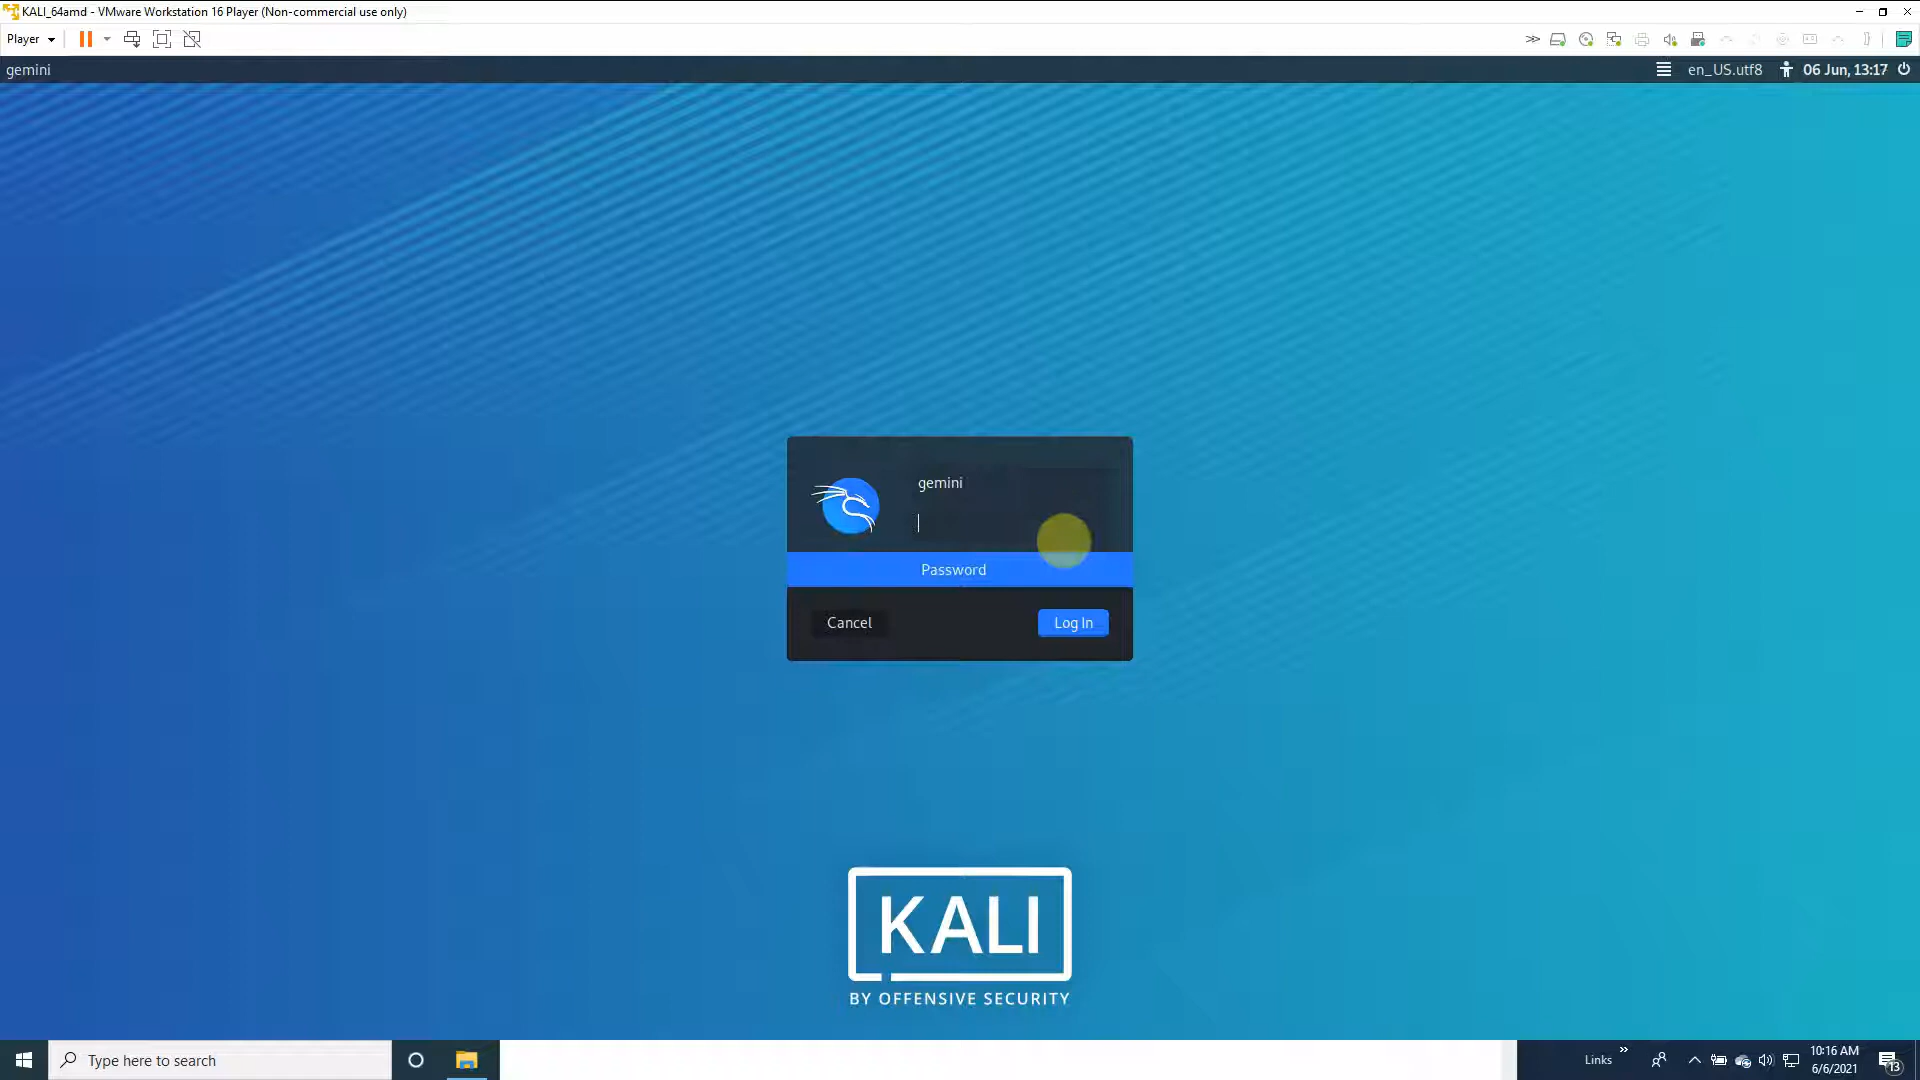 KALI_64amd - VMware Workstation 16 Player (Non-commercial use only)
Player
gemini
en_US.utf8
06 Jun, 13:17
gemini
Password
Cancel
Log In
KALI
BY OFFENSIVE SECURITY
Type here to search
Links
10:16 AM
6/6/2021
13